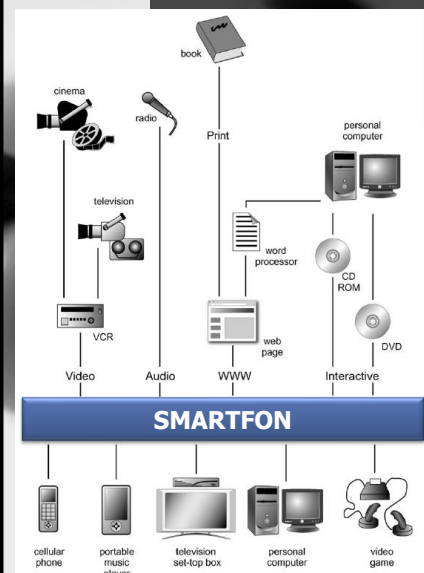 book
cinema
radio
Print
personal
computer
television
word
processor
CD
ROM
VCR
web
page
DVD
Video
Audio
WWW
Interactive
SMARTFON
cellular
phone
portable
music
player
television
set-top box
personal
computer
video
game